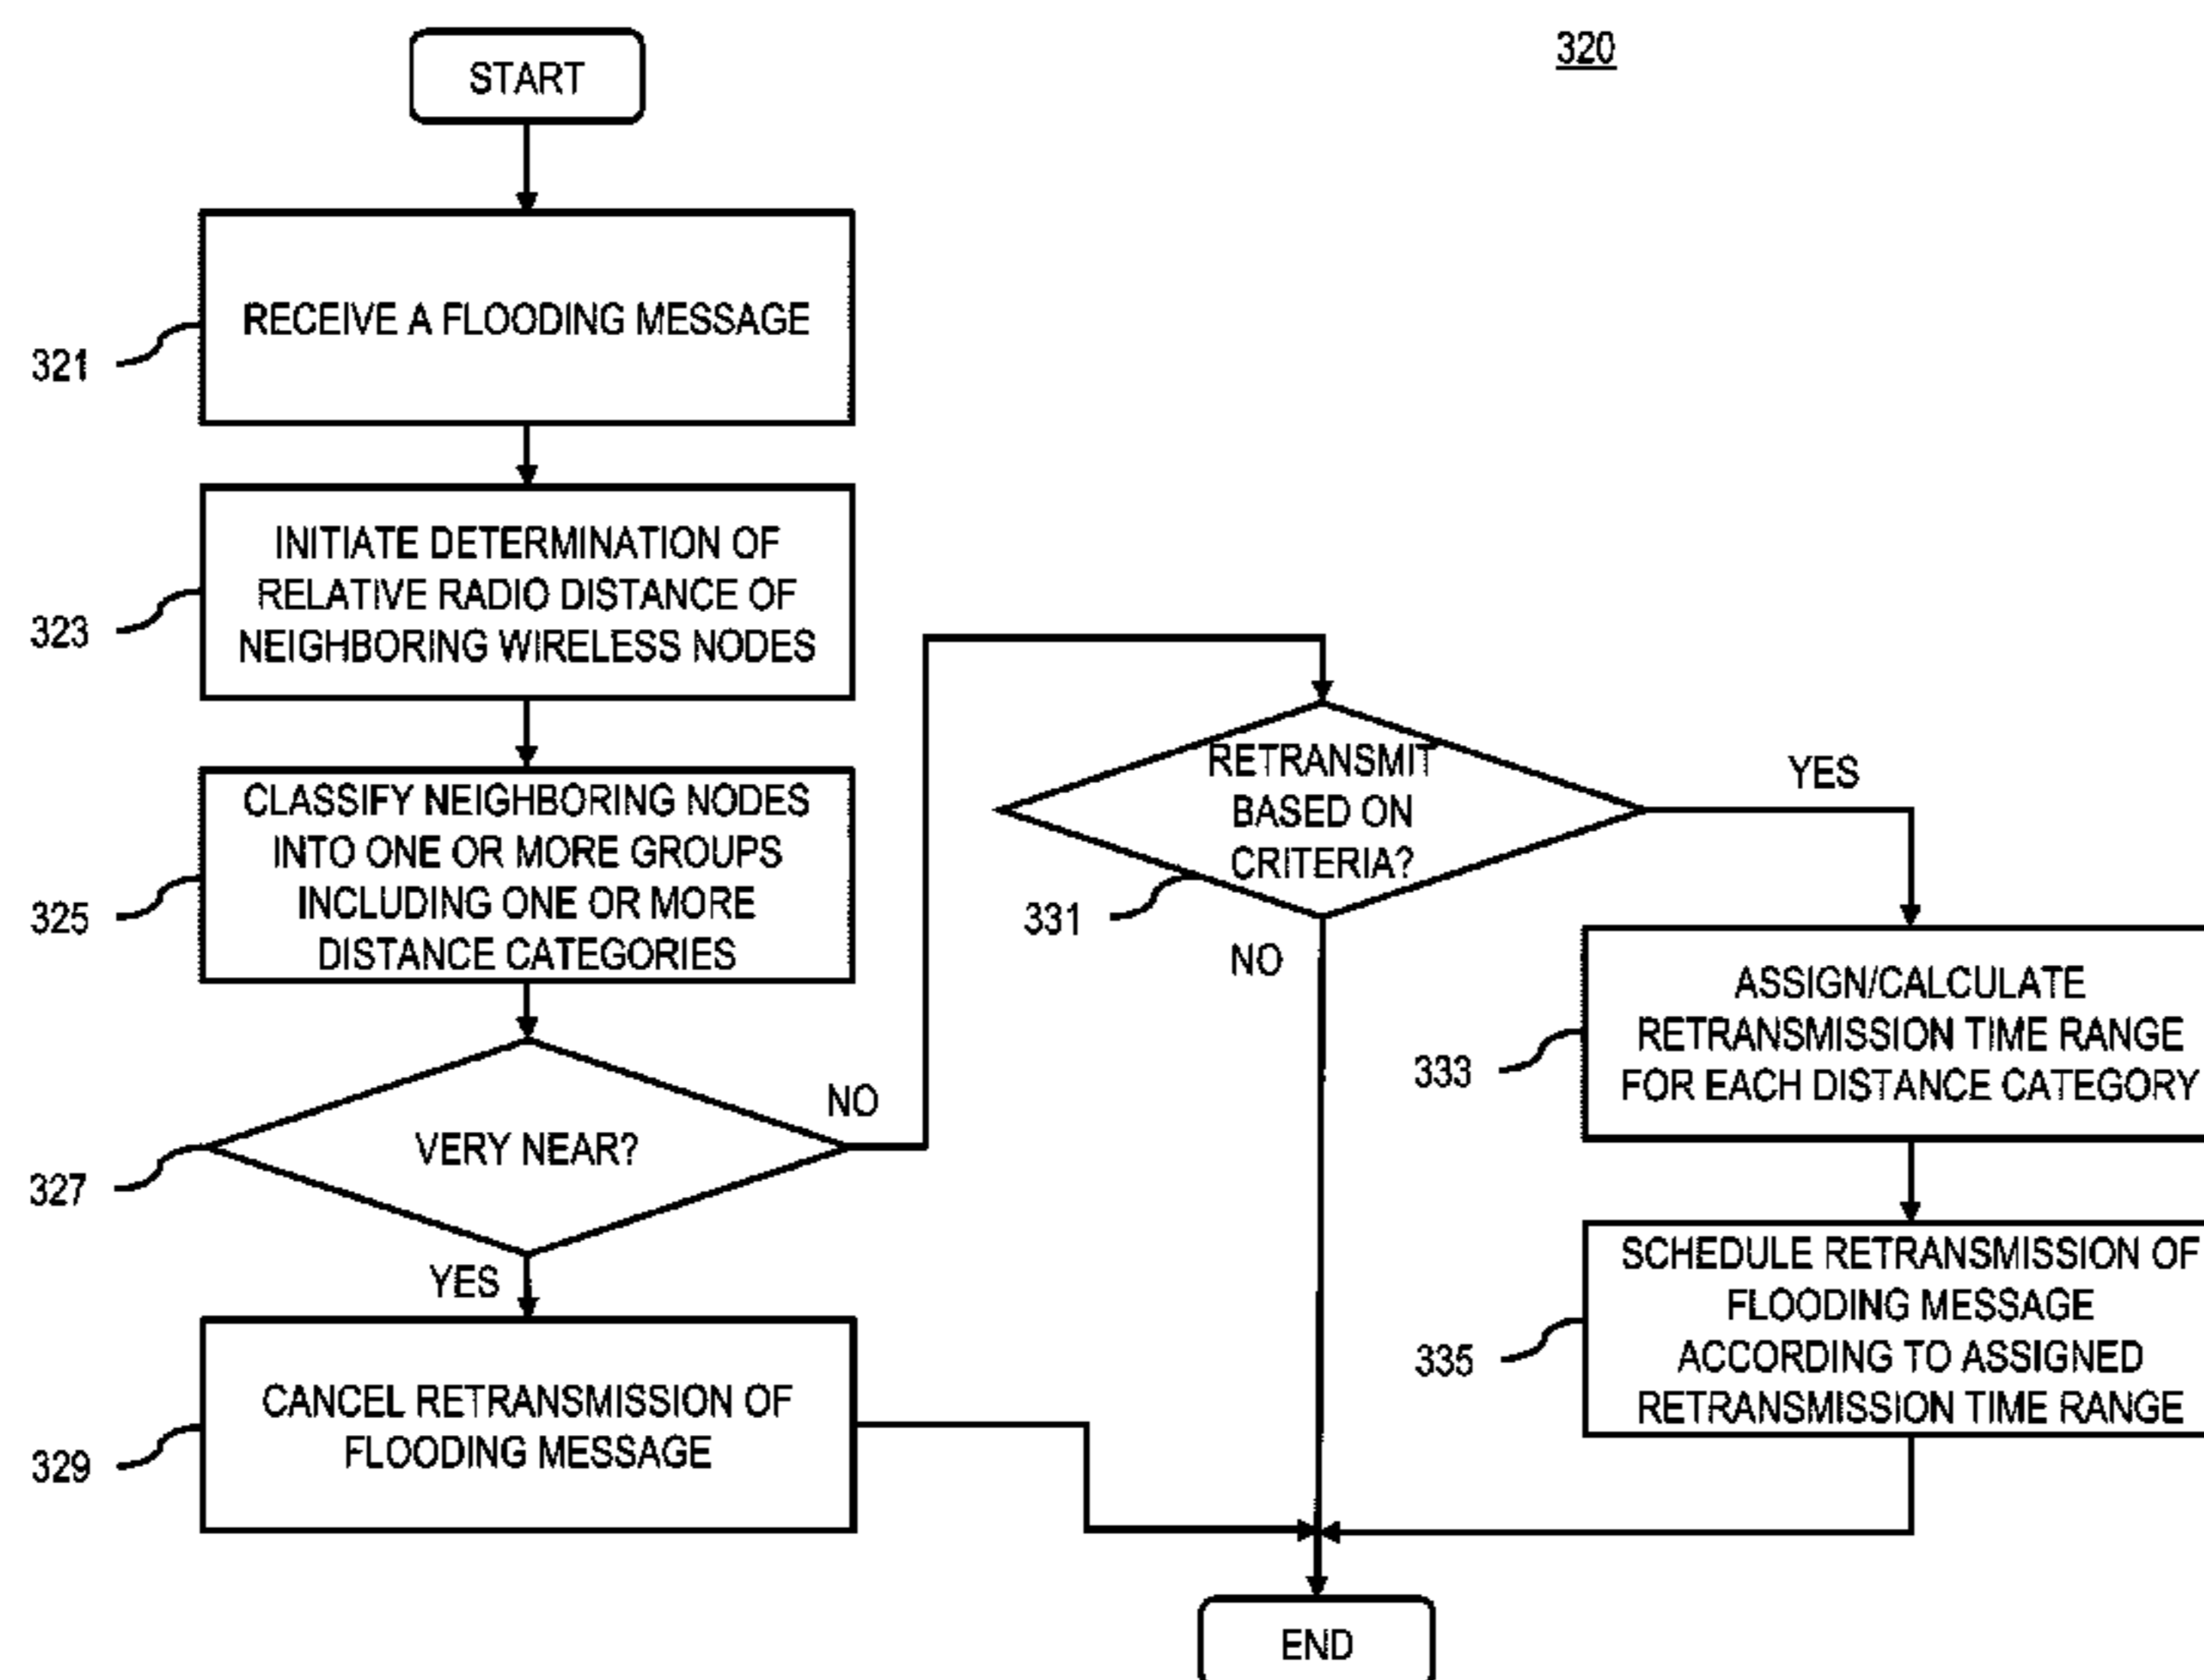 320
START
RECEIVE A FLOODING MESSAGE
321
INITIATE DETERMINATION OF
RELATIVE RADIO DISTANCE OF
NEIGHBORING WIRELESS NODES
323
CLASSIFY NEIGHBORING NODES
INTO ONE OR MORE GROUPS
INCLUDING ONE OR MORE
DISTANCE CATEGORIES
325
VERY NEAR?
NO
327
YES
CANCEL RETRANSMISSION OF
FLOODING MESSAGE
329
RETRANSMIT
BASED ON
CRITERIA?
YES
331
NO
ASSIGN/CALCULATE
RETRANSMISSION TIME RANGE
FOR EACH DISTANCE CATEGORY
333
SCHEDULE RETRANSMISSION OF
FLOODING MESSAGE
ACCORDING TO ASSIGNED
RETRANSMISSION TIME RANGE
335
END